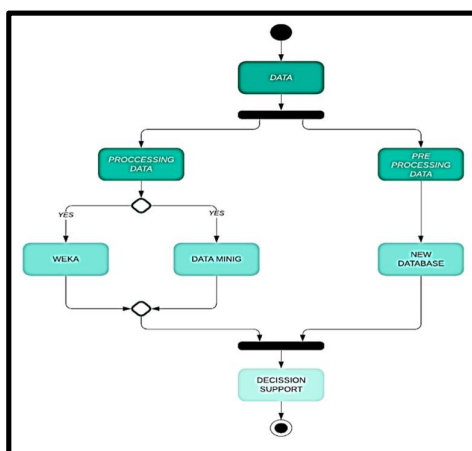 DATA
PROCCESSING
DATA
PRE
PROCESSING
DATA
YES
YES
WEKA
DATA MINIG
NEW
DATABASE
DECISSION
SUPPORT